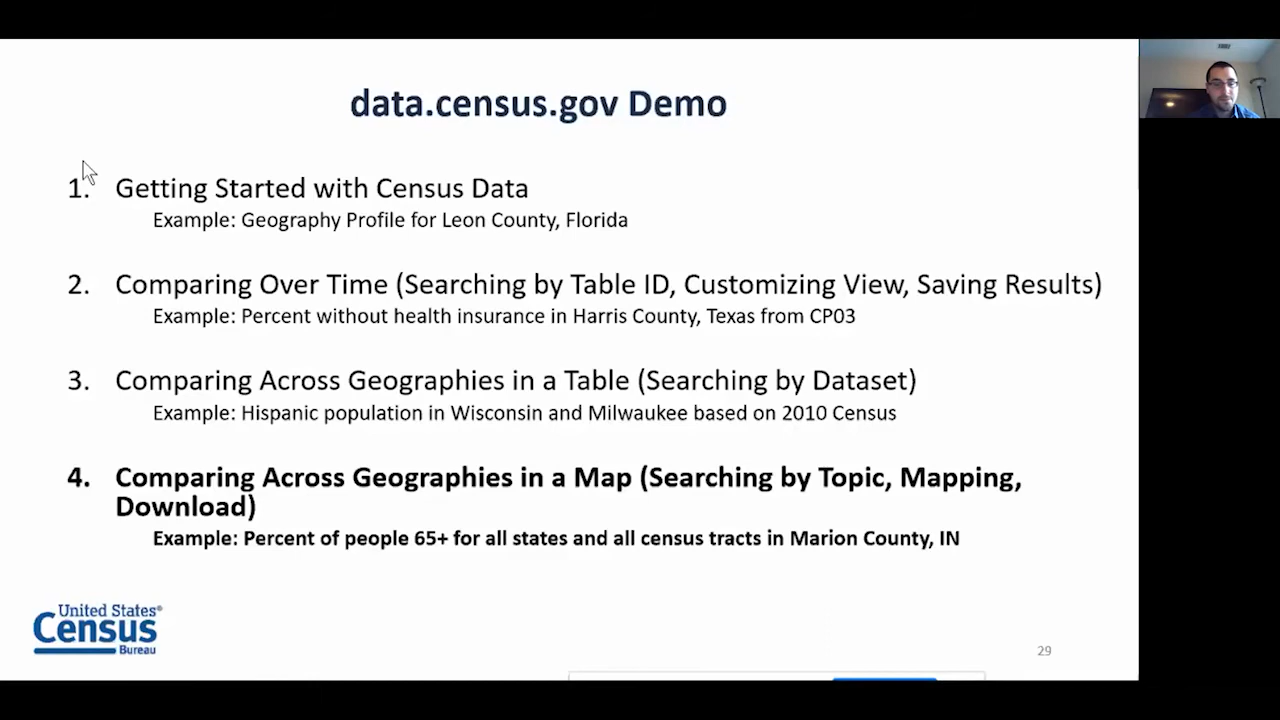 data.census.gov Demo
1. Getting Started with Census Data
Example: Geography Profile for Leon County, Florida
2. Comparing Over Time (Searching by Table ID, Customizing View, Saving Results)
Example: Percent without health insurance in Harris County, Texas from CP03
3. Comparing Across Geographies in a Table (Searching by Dataset)
Example: Hispanic population in Wisconsin and Milwaukee based on 2010 Census
4. Comparing Across Geographies in a Map (Searching by Topic, Mapping,
Download)
Example: Percent of people 65+ for all states and all census tracts in Marion County, IN
United States®
Census
Bureau
29